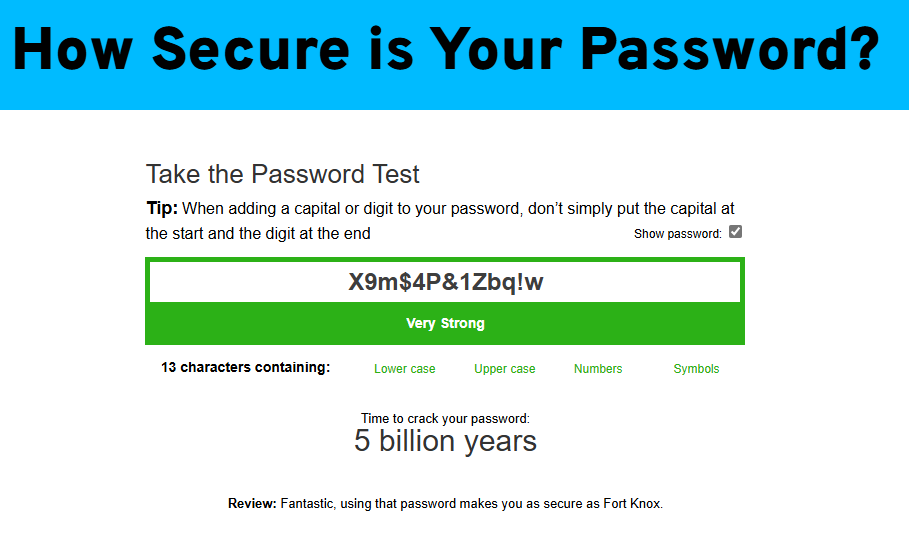 How Secure is Your Password?
Take the Password Test
Tip: When adding a capital or digit to your password, don’t simply put the capital at
the start and the digit at the end
Show password:
X9m$4P&1Zbq!w
Very Strong
13 characters containing: Lower case Upper case Numbers Symbols
Time to crack your password:
5 billion years
Review: Fantastic, using that password makes you as secure as Fort Knox.